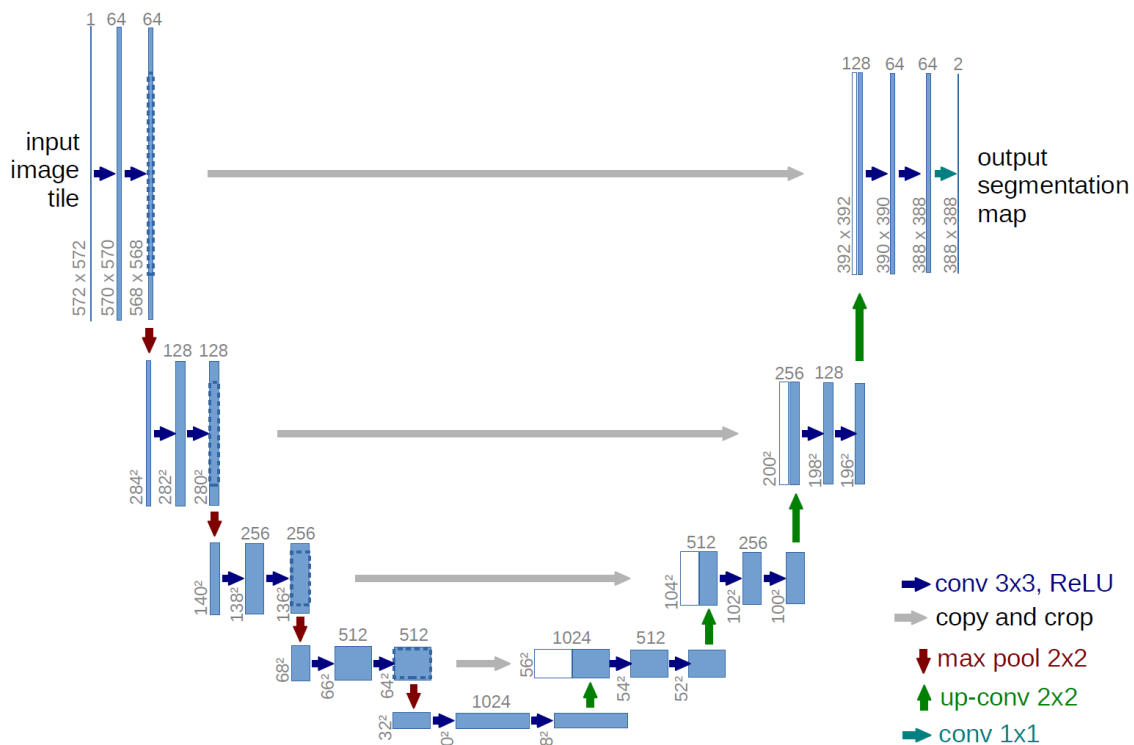 1 64 64
input
image
tile
572 x 572
570 x 570
568 x 568
128 64 64 2
output
segmentation
map
392 x 392
390 x 390
388 x 388
388 x 388
128 128
284²
282²
280²
256 128
200²
198²
196²
256 256
140²
138²
136²
512 256
104²
102²
100²
512 512
68²
66²
64²
1024 512
56²
54²
52²
1024
32²
conv 3x3, ReLU
copy and crop
max pool 2x2
up-conv 2x2
conv 1x1